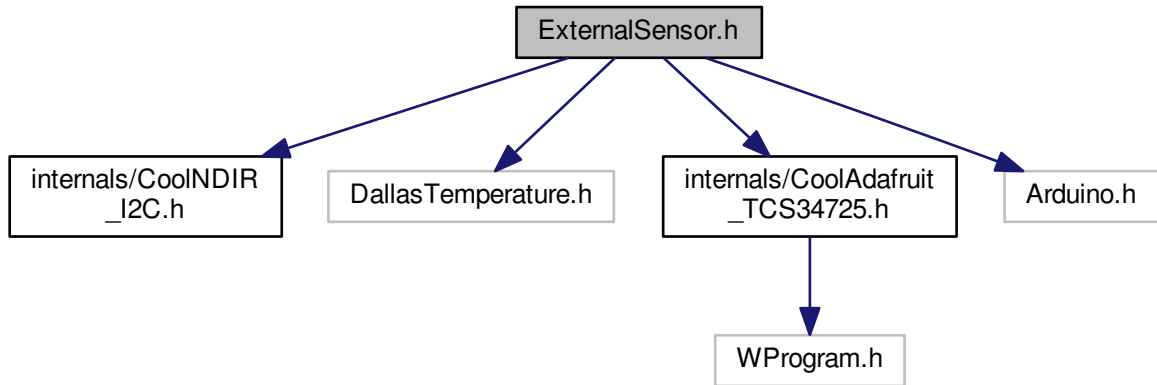 ExternalSensor.h
internals/CoolNDIR
_I2C.h
DallasTemperature.h
internals/CoolAdafruit
_TCS34725.h
Arduino.h
WProgram.h